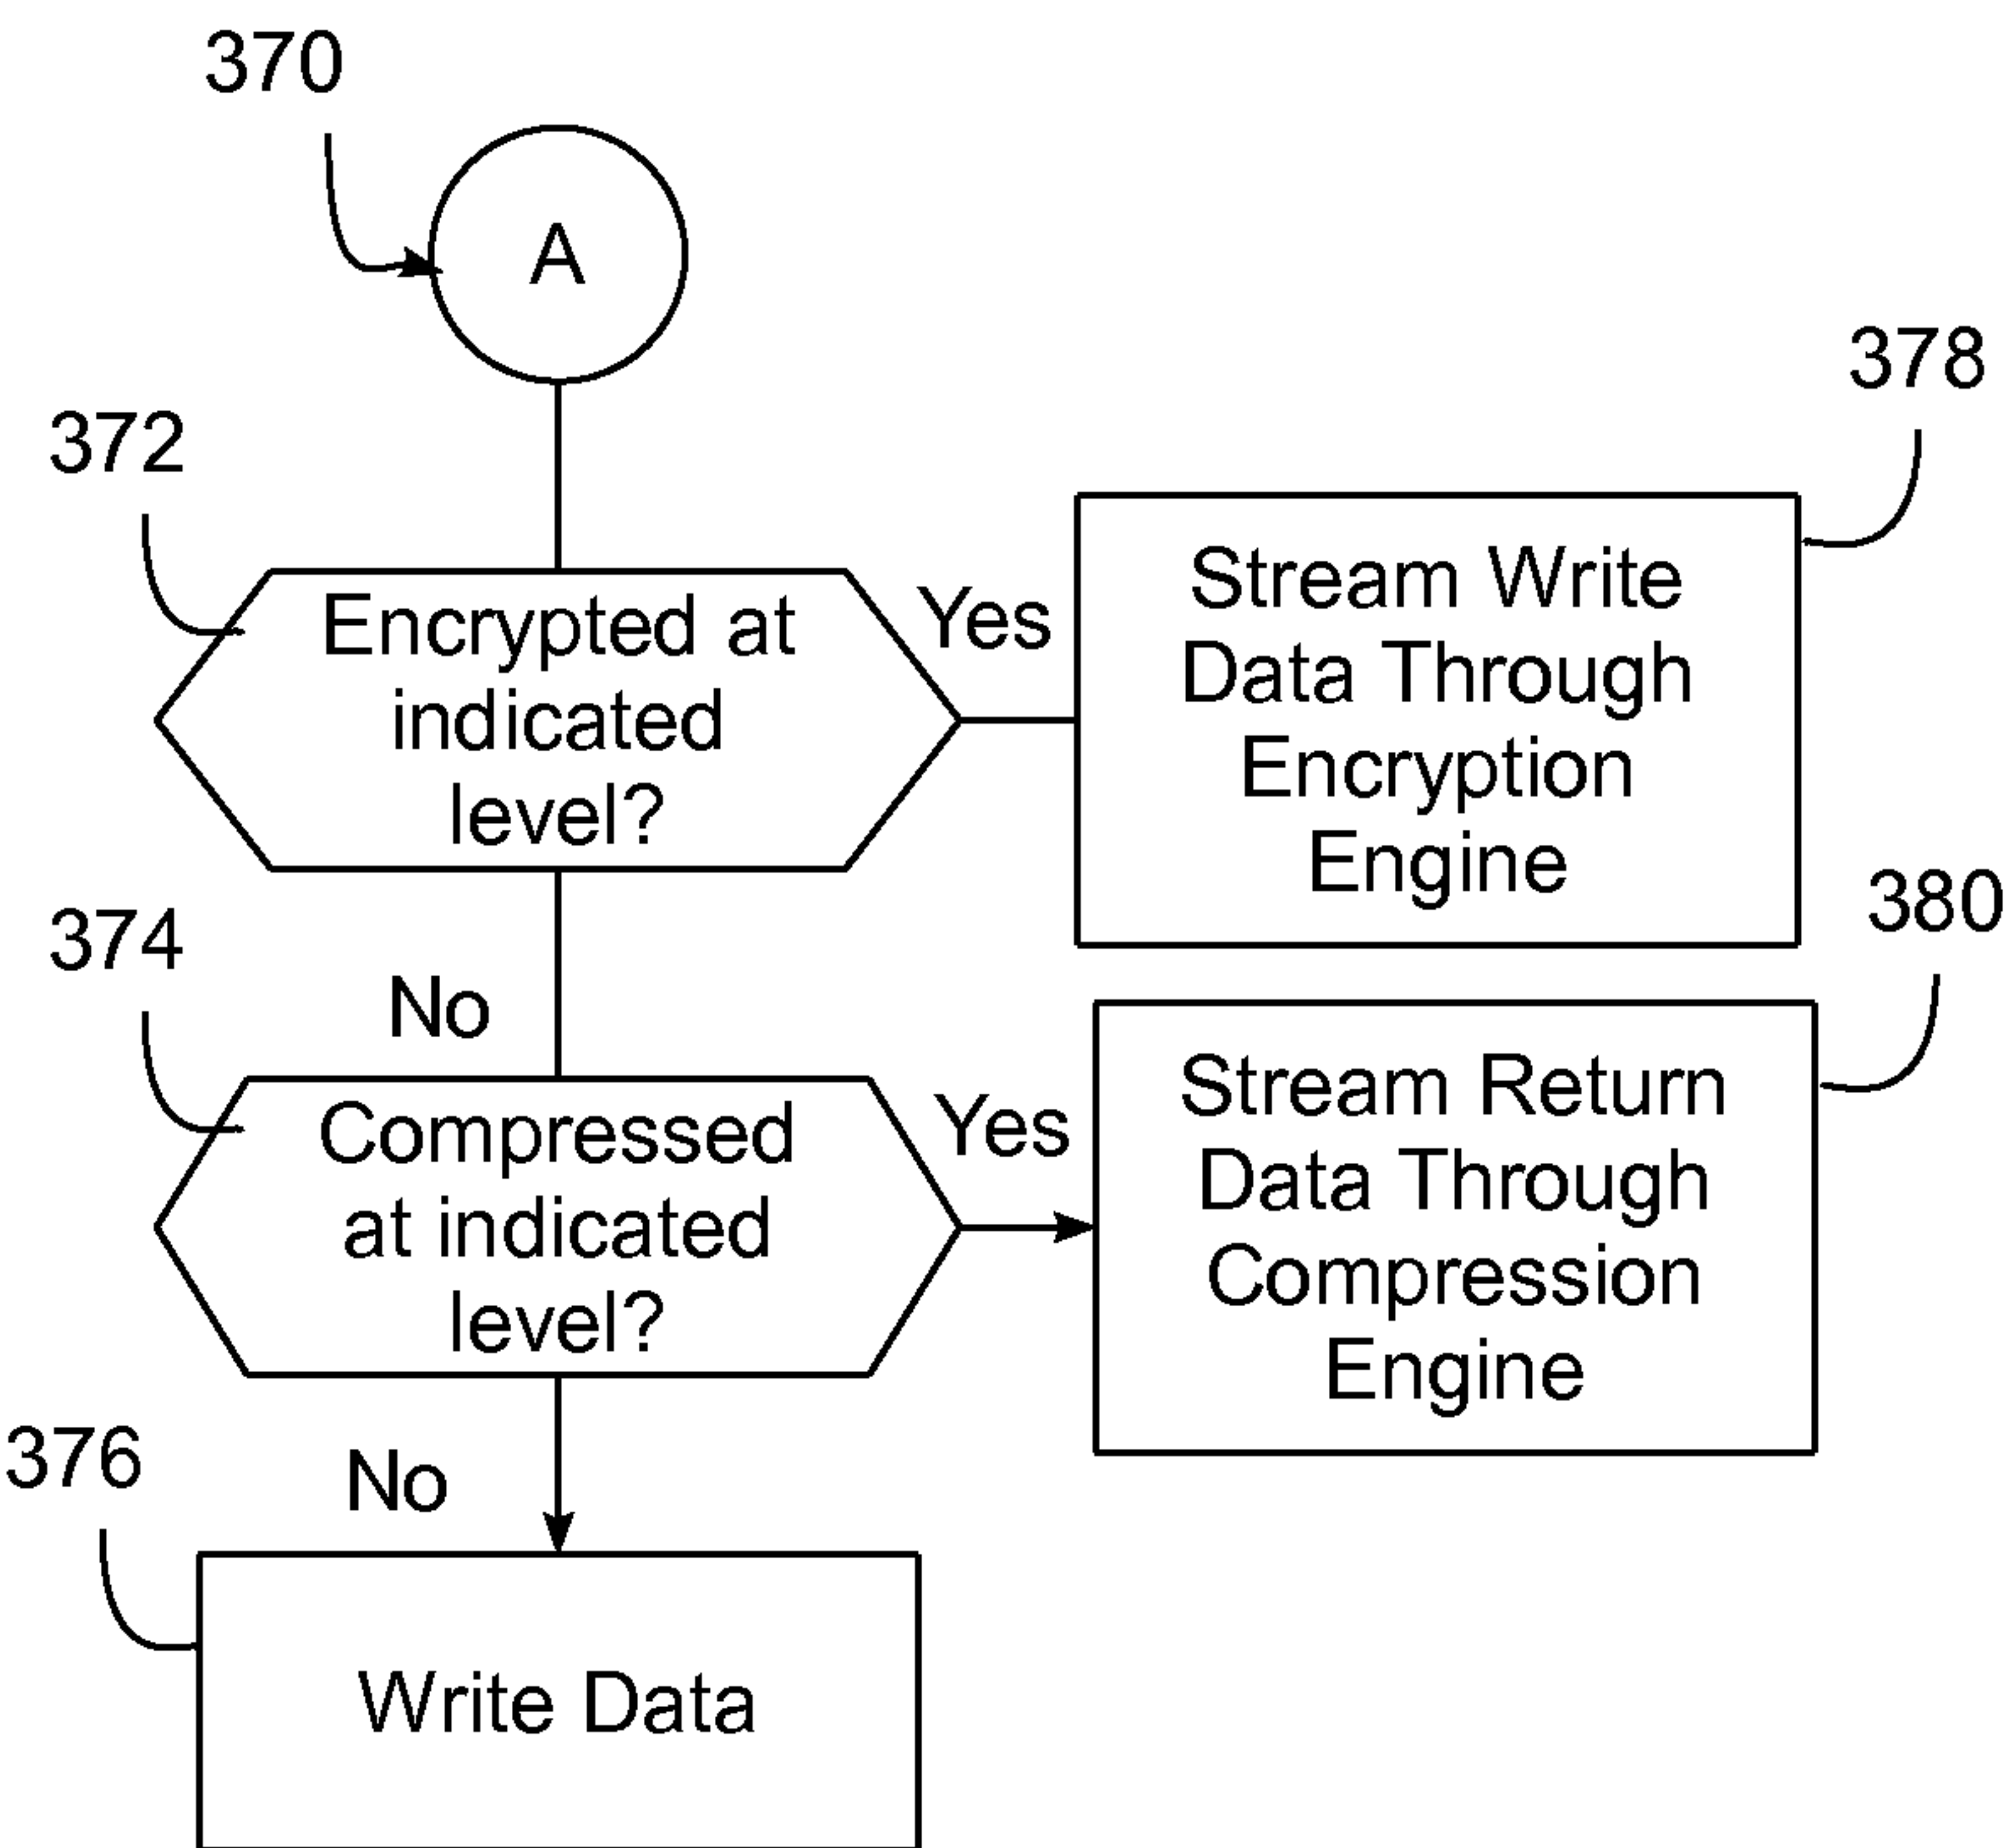 370
A
372
Encrypted at
indicated
level?
Yes
378
Stream Write
Data Through
Encryption
Engine
No
374
Compressed
at indicated
level?
Yes
380
Stream Return
Data Through
Compression
Engine
No
376
Write Data